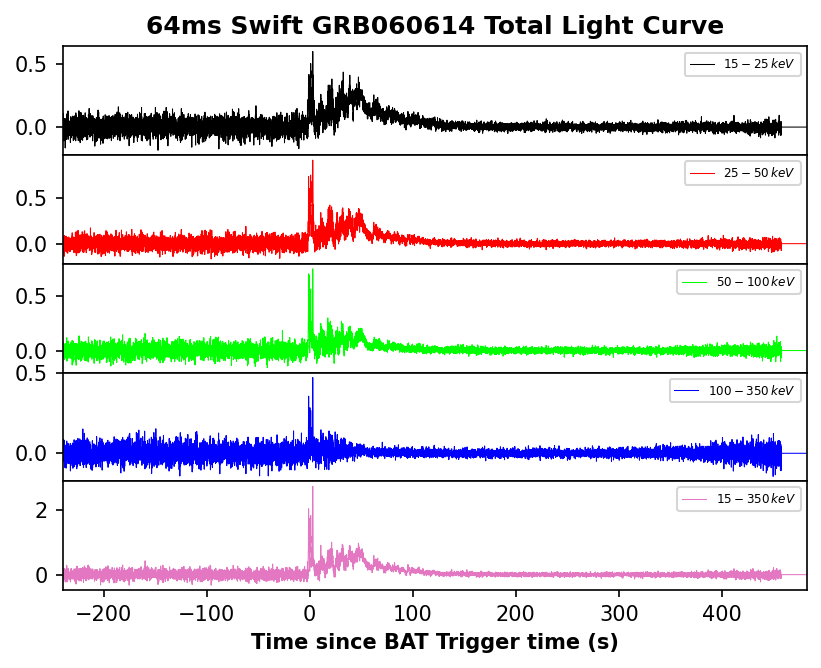 64ms Swift GRB060614 Total Light Curve
0.5
0.0
15 − 25 keV
0.5
0.0
25 − 50 keV
0.5
0.0
50 − 100 keV
0.5
0.0
100 − 350 keV
2
0
15 − 350 keV
−200 −100 0 100 200 300 400
Time since BAT Trigger time (s)